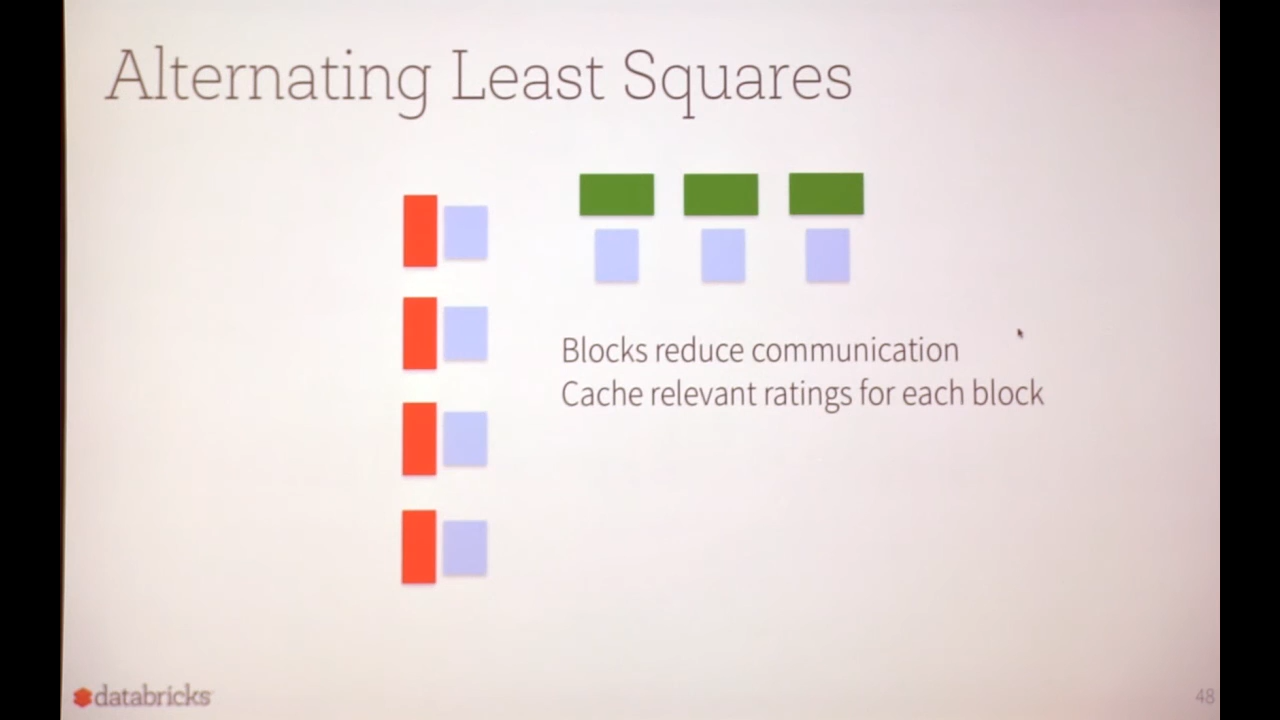 Alternating Least Squares
Blocks reduce communication
Cache relevant ratings for each block
databricks
48